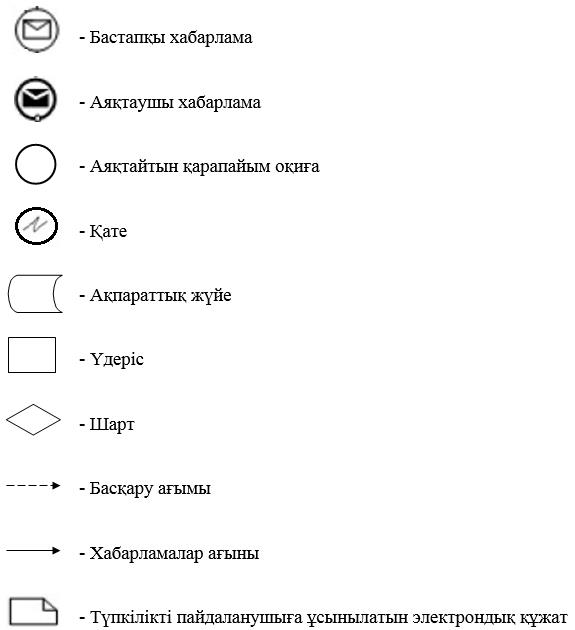 - Бастапқы хабарлама
- Аяқтаушы хабарлама
- Аяқтайтын қарапайым оқиға
- Қате
- Ақпараттық жүйе
- Үдеріс
- Шарт
- Басқару ағымы
- Хабарламалар ағыны
- Түпкілікті пайдаланушыға ұсынылатын электрондық құжат